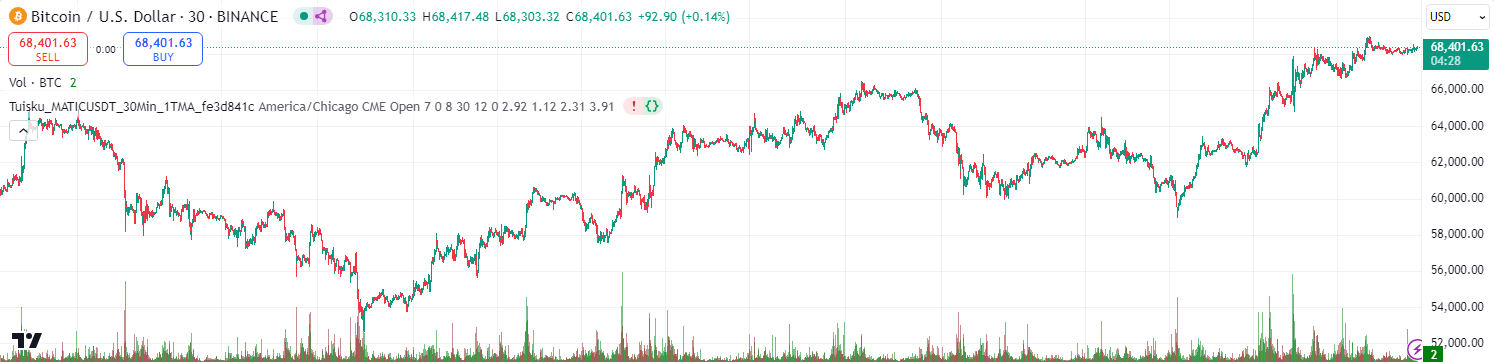 Bitcoin / U.S. Dollar · 30 · BINANCE O68,310.33 H68,417.48 L68,303.32 C68,401.63 +92.90 (+0.14%) USD
68,401.63 SELL 0.00 68,401.63 BUY
68,401.63
04:28
Vol · BTC 2
66,000.00
Tuisku_MATICUSDT_30Min_1TMA_fe3d841c America/Chicago CME Open 7 0 8 30 12 0 2.92 1.12 2.31 3.91 ! {}
64,000.00
62,000.00
60,000.00
58,000.00
56,000.00
54,000.00
52,000.00
2